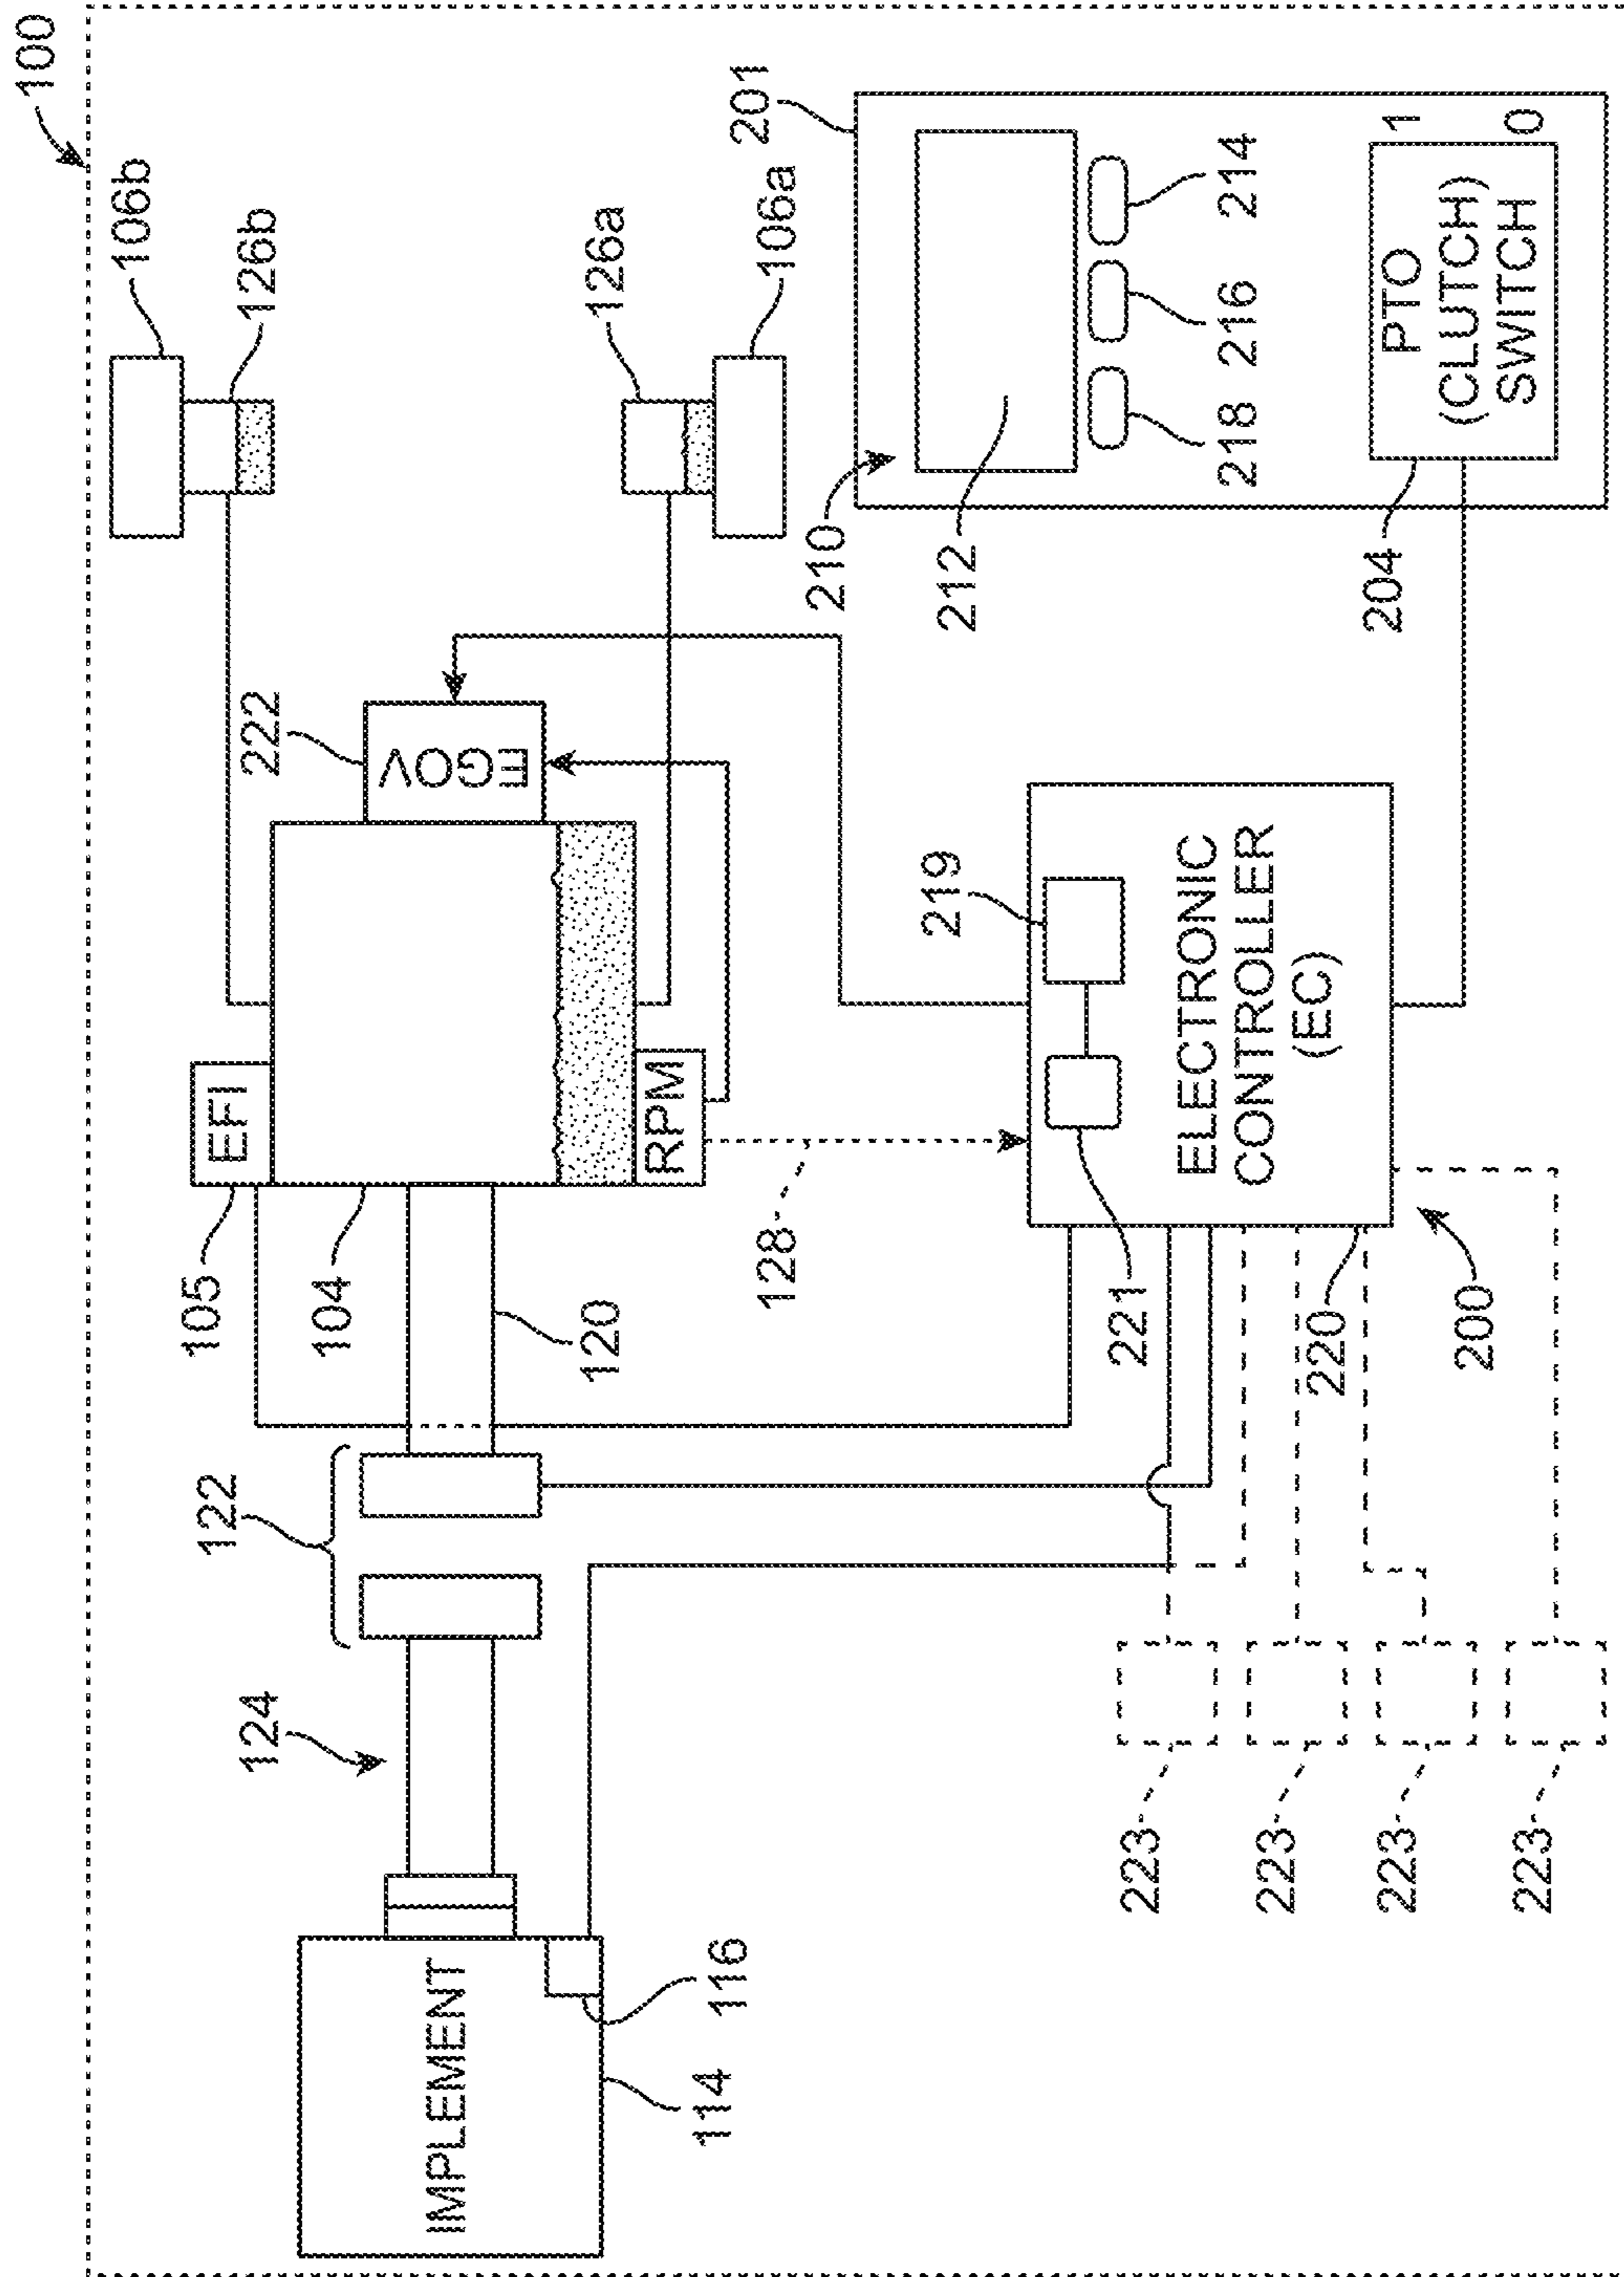 100
106b
126b
126a
106a
201
222
EGOV
210
212
214
216
218
PTO
(CLUTCH)
SWITCH
1
0
204
EFI
105
104
120
RPM
128
219
221
ELECTRONIC
CONTROLLER
(EC)
220
200
122
124
IMPLEMENT
116
114
223
223
223
223